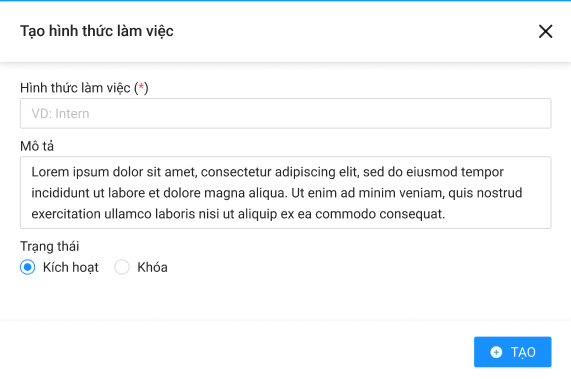 Tạo hình thức làm việc
Hình thức làm việc (*)
VD: Intern
Mô tả
Lorem ipsum dolor sit amet, consectetur adipiscing elit, sed do eiusmod tempor
incididunt ut labore et dolore magna aliqua. Ut enim ad minim veniam, quis nostrud
exercitation ullamco laboris nisi ut aliquip ex ea commodo consequat.
Trạng thái
Kích hoạt Khóa
TẠO